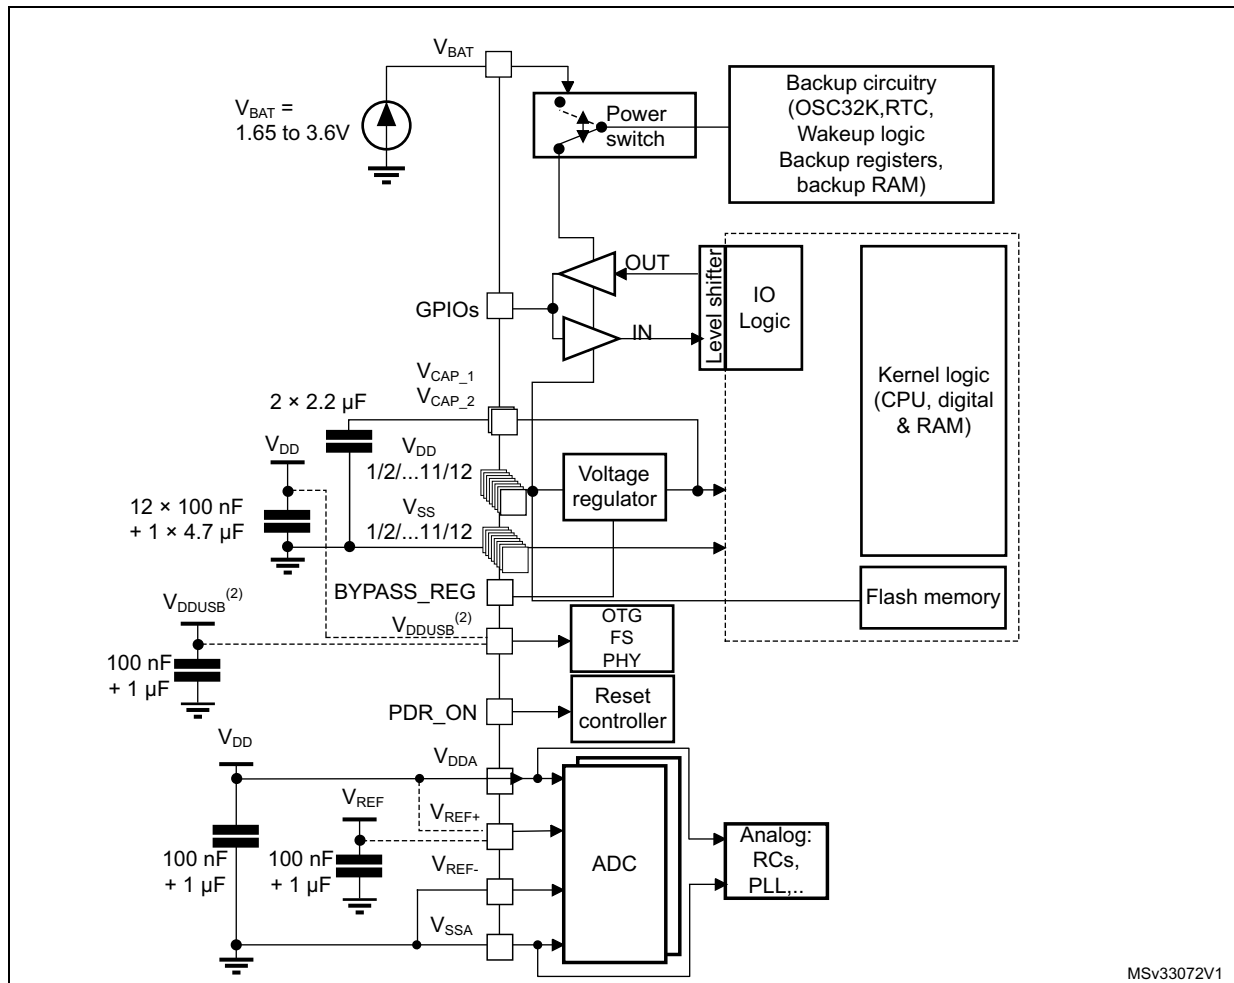 VBAT
VBAT =
1.65 to 3.6V
Power
switch
Backup circuitry
(OSC32K,RTC,
Wakeup logic
Backup registers,
backup RAM)
GPIOs
OUT
IN
Level shifter
IO
Logic
Kernel logic
(CPU, digital
& RAM)
VCAP_1
VCAP_2
2 × 2.2 μF
VDD
VDD
1/2/...11/12
Voltage
regulator
12 × 100 nF
+ 1 × 4.7 μF
VSS
1/2/...11/12
BYPASS_REG
Flash memory
VDDUSB(2)
VDDUSB(2)
100 nF
+ 1 μF
OTG
FS
PHY
PDR_ON
Reset
controller
VDD
VDDA
VREF
VREF+
100 nF
+ 1 μF
100 nF
+ 1 μF
VREF-
VSSA
ADC
Analog:
RCs,
PLL,..
MSv33072V1